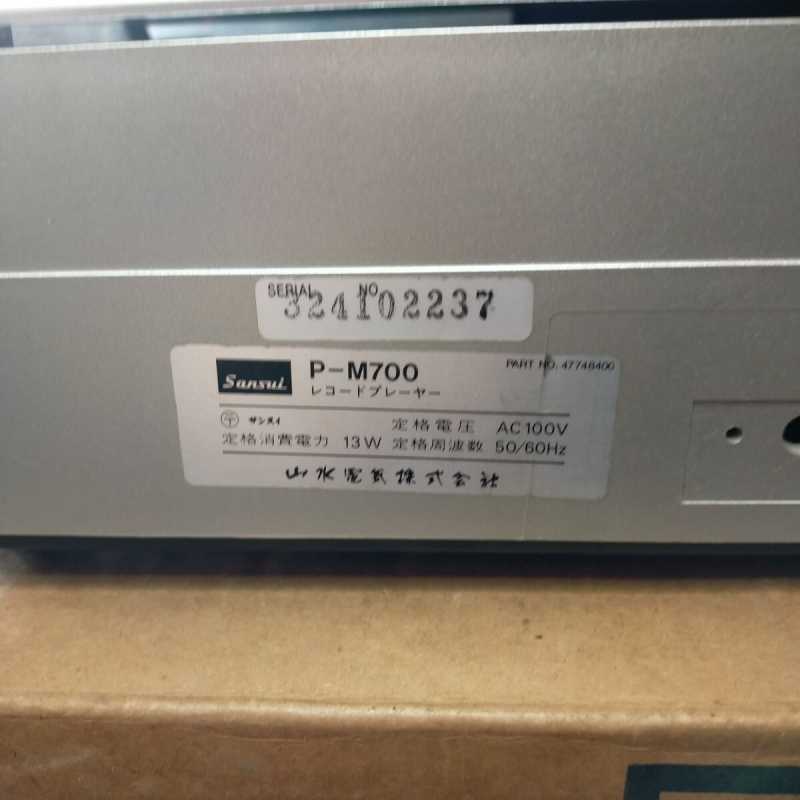 SERIAL NO
324102237
Sansui P-M700 PART NO. 47748400
レコードプレーヤー
〒 サンスイ 定格電圧 AC100V
定格消費電力 13W 定格周波数 50/60Hz
山水電気株式会社